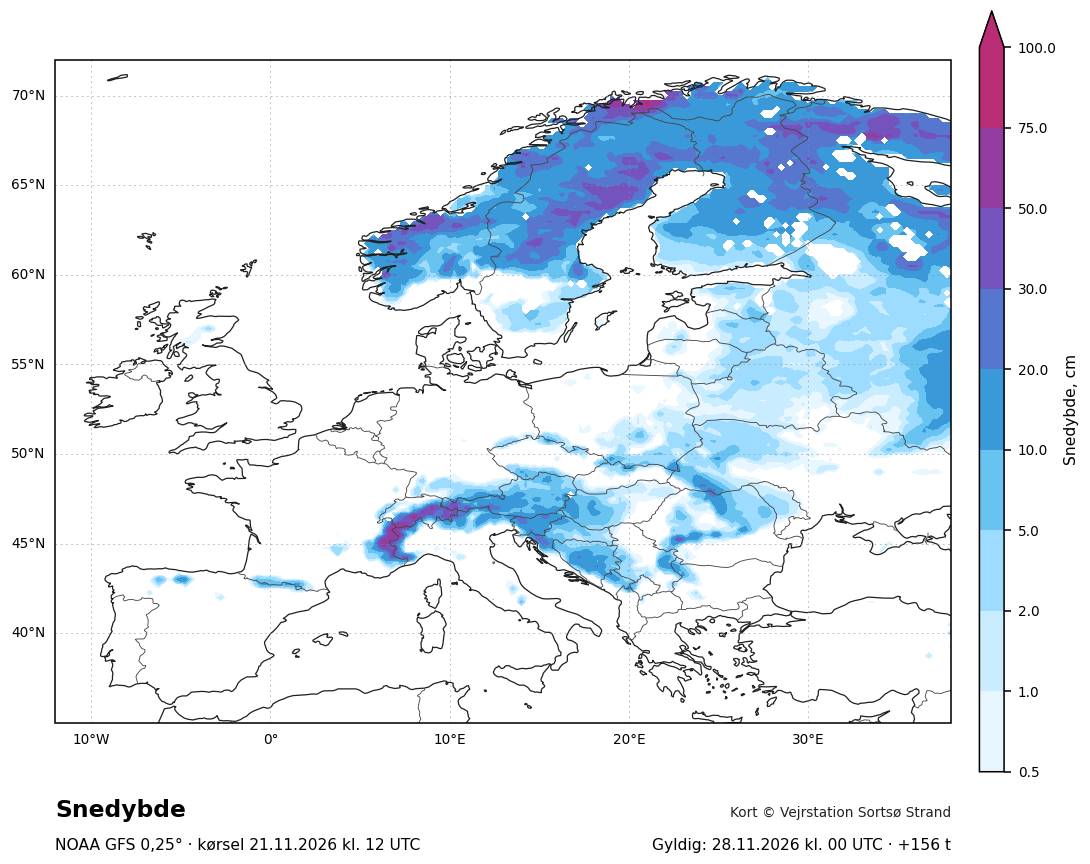 100.0
75.0
50.0
30.0
20.0
10.0
5.0
2.0
1.0
0.5
Snedybde, cm
70°N
65°N
60°N
55°N
50°N
45°N
40°N
10°W 0° 10°E 20°E 30°E
Snedybde
Kort © Vejrstation Sortsø Strand
NOAA GFS 0,25° · kørsel 21.11.2026 kl. 12 UTC
Gyldig: 28.11.2026 kl. 00 UTC · +156 t